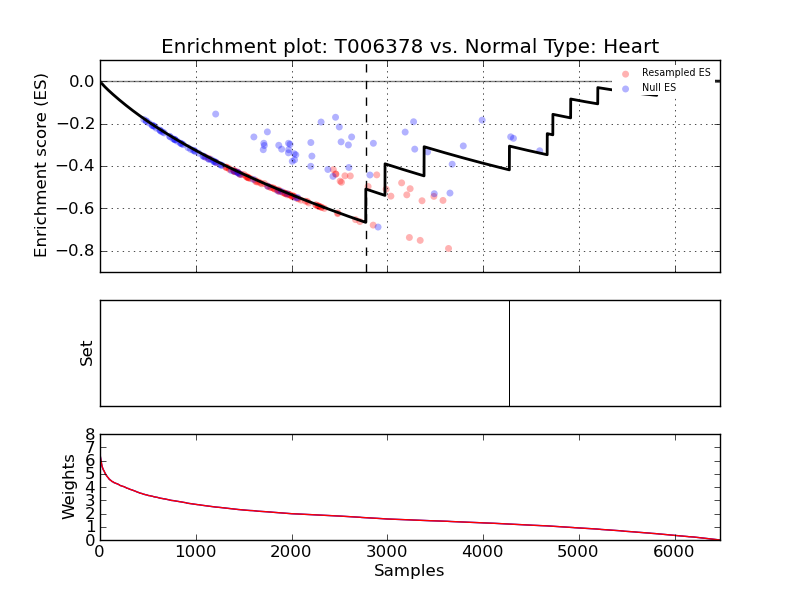 Enrichment plot: T006378 vs. Normal Type: Heart
Enrichment score (ES)
0.0
−0.2
−0.4
−0.6
−0.8
Resampled ES
Null ES
Set
Weights
8
7
6
5
4
3
2
1
0
0 1000 2000 3000 4000 5000 6000
Samples